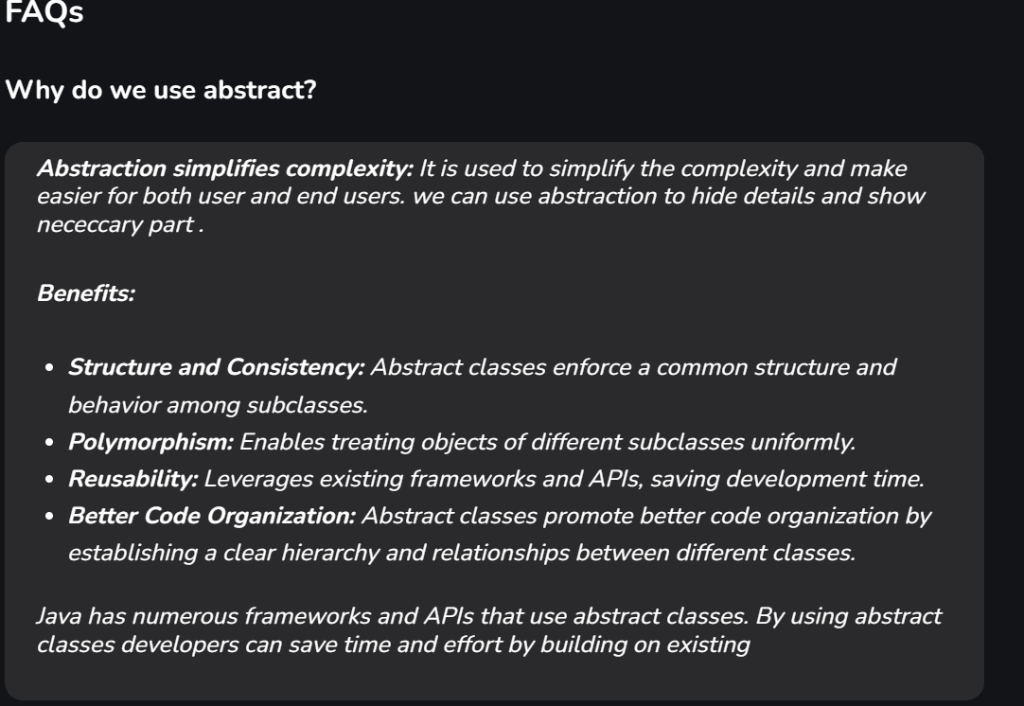 FAQs
Why do we use abstract?
Abstraction simplifies complexity: It is used to simplify the complexity and make
easier for both user and end users. we can use abstraction to hide details and show
nececcary part .
Benefits:
• Structure and Consistency: Abstract classes enforce a common structure and
behavior among subclasses.
• Polymorphism: Enables treating objects of different subclasses uniformly.
• Reusability: Leverages existing frameworks and APIs, saving development time.
• Better Code Organization: Abstract classes promote better code organization by
establishing a clear hierarchy and relationships between different classes.
Java has numerous frameworks and APIs that use abstract classes. By using abstract
classes developers can save time and effort by building on existing